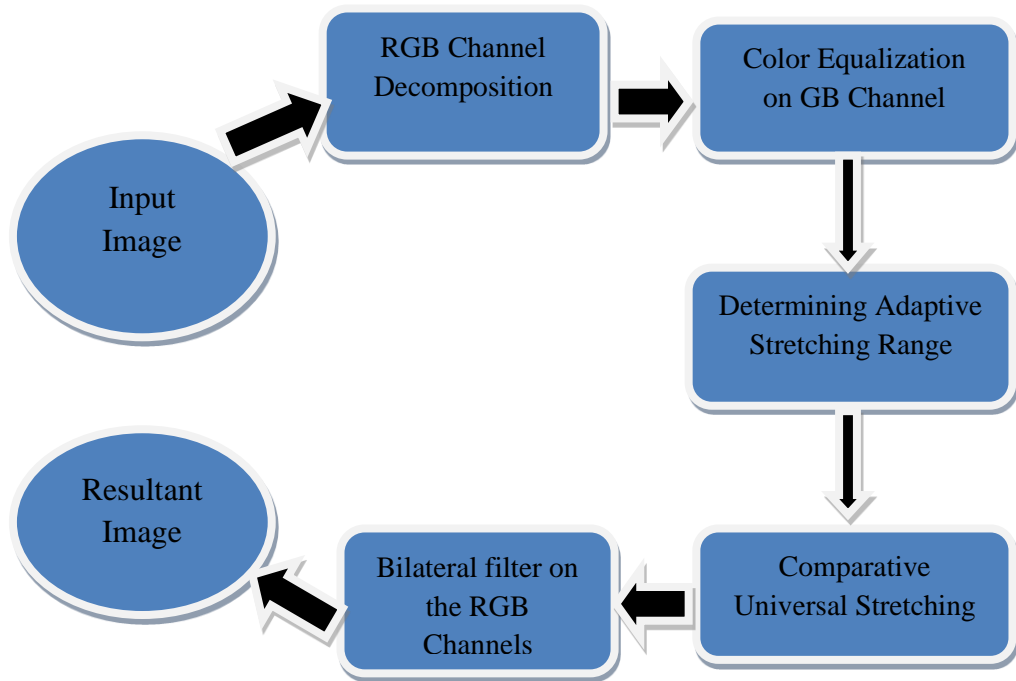 Input
Image
RGB Channel
Decomposition
Color Equalization
on GB Channel
Determining Adaptive
Stretching Range
Comparative
Universal Stretching
Bilateral filter on
the RGB
Channels
Resultant
Image